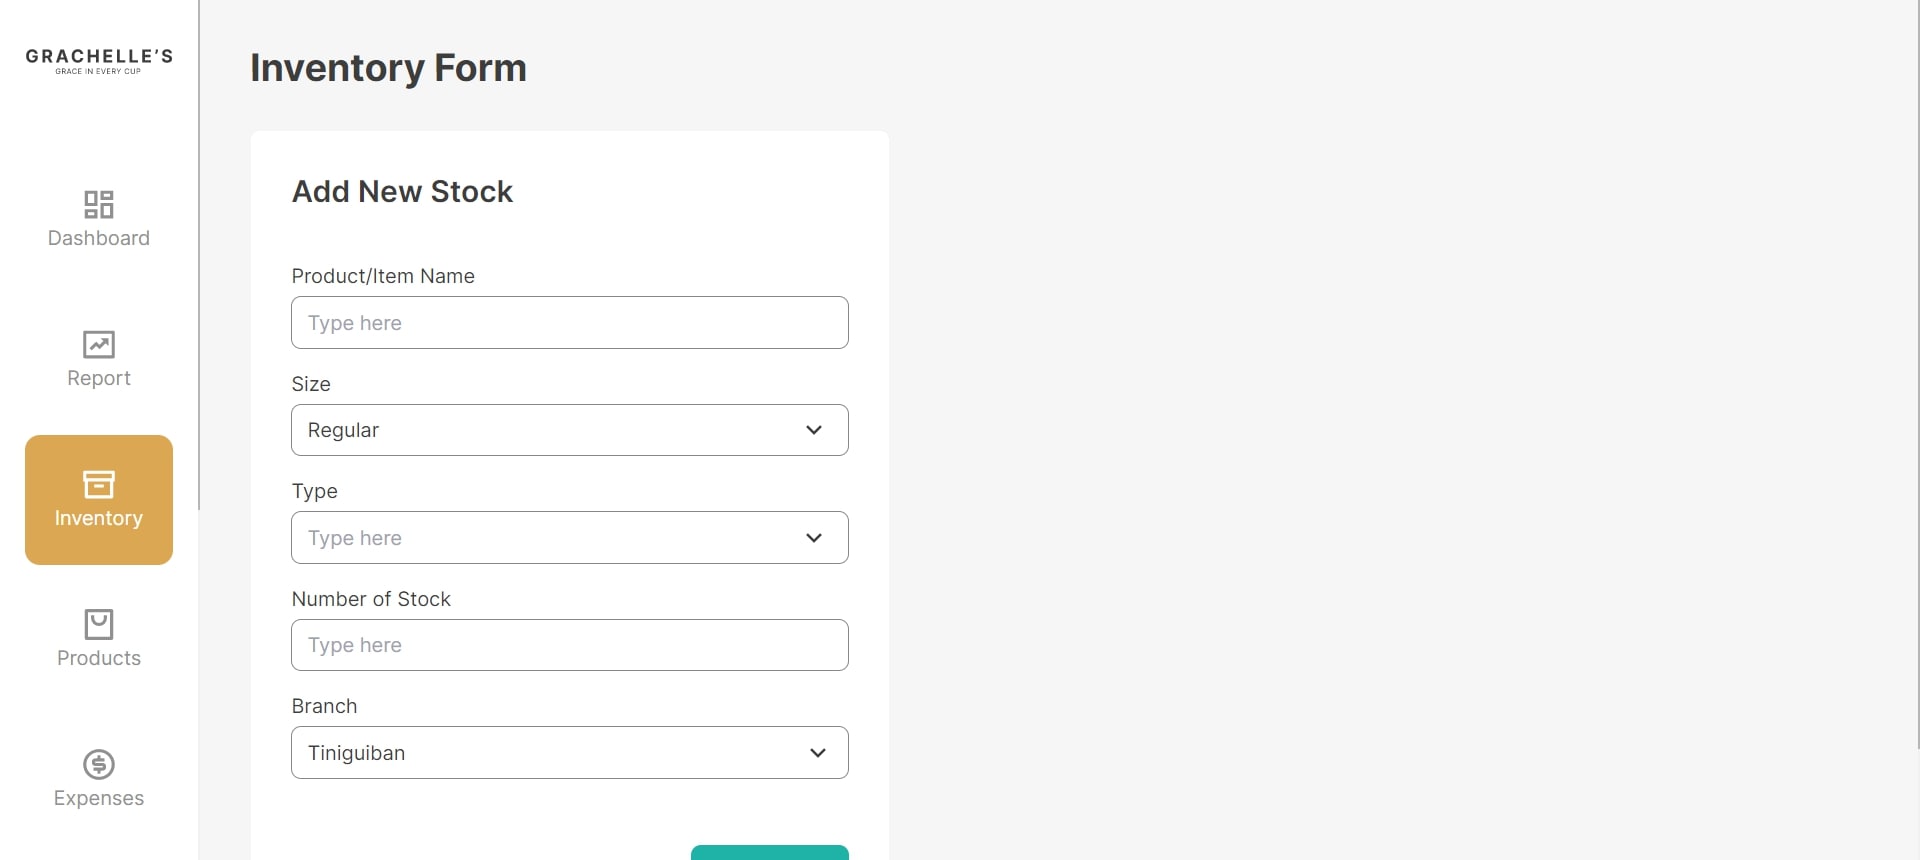 GRACHELLE'S
GRACE IN EVERY CUP
Dashboard
Report
Inventory
Products
Expenses
Inventory Form
Add New Stock
Product/Item Name
Type here
Size
Regular
Type
Type here
Number of Stock
Type here
Branch
Tiniguiban